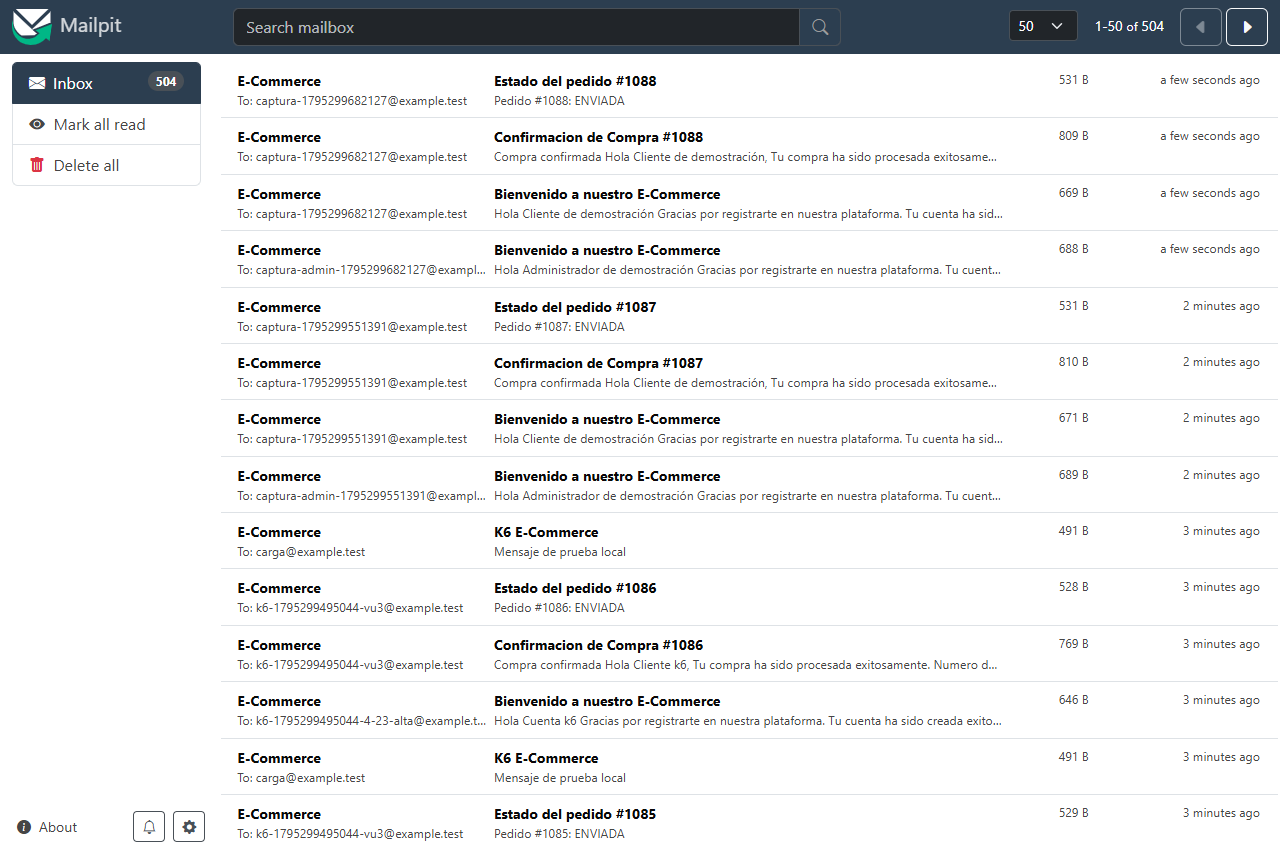 Mailpit
Search mailbox
50
1-50 of 504
Inbox 504
Mark all read
Delete all
E-Commerce Estado del pedido #1088 531 B a few seconds ago
To: captura-1795299682127@example.test Pedido #1088: ENVIADA
E-Commerce Confirmacion de Compra #1088 809 B a few seconds ago
To: captura-1795299682127@example.test Compra confirmada Hola Cliente de demostración, Tu compra ha sido procesada exitosame...
E-Commerce Bienvenido a nuestro E-Commerce 669 B a few seconds ago
To: captura-1795299682127@example.test Hola Cliente de demostración Gracias por registrarte en nuestra plataforma. Tu cuenta ha sid...
E-Commerce Bienvenido a nuestro E-Commerce 688 B a few seconds ago
To: captura-admin-1795299682127@exampl... Hola Administrador de demostración Gracias por registrarte en nuestra plataforma. Tu cuent...
E-Commerce Estado del pedido #1087 531 B 2 minutes ago
To: captura-1795299551391@example.test Pedido #1087: ENVIADA
E-Commerce Confirmacion de Compra #1087 810 B 2 minutes ago
To: captura-1795299551391@example.test Compra confirmada Hola Cliente de demostración, Tu compra ha sido procesada exitosame...
E-Commerce Bienvenido a nuestro E-Commerce 671 B 2 minutes ago
To: captura-1795299551391@example.test Hola Cliente de demostración Gracias por registrarte en nuestra plataforma. Tu cuenta ha sid...
E-Commerce Bienvenido a nuestro E-Commerce 689 B 2 minutes ago
To: captura-admin-1795299551391@exampl... Hola Administrador de demostración Gracias por registrarte en nuestra plataforma. Tu cuent...
E-Commerce K6 E-Commerce 491 B 3 minutes ago
To: carga@example.test Mensaje de prueba local
E-Commerce Estado del pedido #1086 528 B 3 minutes ago
To: k6-1795299495044-vu3@example.test Pedido #1086: ENVIADA
E-Commerce Confirmacion de Compra #1086 769 B 3 minutes ago
To: k6-1795299495044-vu3@example.test Compra confirmada Hola Cliente k6, Tu compra ha sido procesada exitosamente. Numero d...
E-Commerce Bienvenido a nuestro E-Commerce 646 B 3 minutes ago
To: k6-1795299495044-4-23-alta@example.t... Hola Cuenta k6 Gracias por registrarte en nuestra plataforma. Tu cuenta ha sido creada exito...
E-Commerce K6 E-Commerce 491 B 3 minutes ago
To: carga@example.test Mensaje de prueba local
E-Commerce Estado del pedido #1085 529 B 3 minutes ago
To: k6-1795299495044-vu3@example.test Pedido #1085: ENVIADA
About